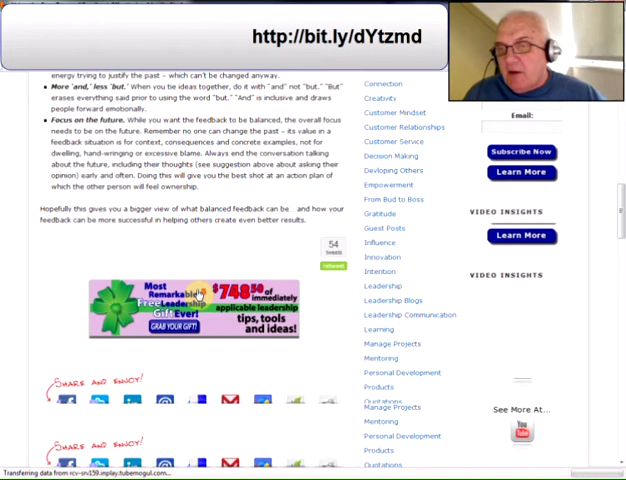 http://bit.ly/dYtzmd
energy trying to justify the past – which can't be changed anyway.
More 'and,' less 'but.' When you tie ideas together, do it with "and" not "but." "But"
erases everything said prior to using the word "but." "And" is inclusive and draws
people forward emotionally.
Focus on the future. While you want the feedback to be balanced, the overall focus
needs to be on the future. Remember no one can change the past – its value in a
feedback situation is for context, consequences and concrete examples, not for
dwelling, hand-wringing or excessive blame. Always end the conversation talking
about the future, including their thoughts (see suggestion above about asking their
opinion) early and often. Doing this will give you the best shot at an action plan of
which the other person will feel ownership.
Hopefully this gives you a bigger view of what balanced feedback can be and how your
feedback can be more successful in helping others create even better results.
54
tweets
retweet
Most
Remarkable
Free Leadership
Gift Ever!
GRAB YOUR GIFT!
$748.50 of
immediately
applicable leadership
tips, tools
and ideas!
SHARE AND ENJOY!
SHARE AND ENJOY!
Connection
Creativity
Customer Mindset
Customer Relationships
Customer Service
Decision Making
Devloping Others
Empowerment
From Bud to Boss
Gratitude
Guest Posts
Influence
Innovation
Intention
Leadership
Leadership Blogs
Leadership Communication
Learning
Manage Projects
Mentoring
Personal Development
Products
Quotations
Manage Projects
Mentoring
Personal Development
Products
Quotations
Email:
Subscribe Now
Learn More
VIDEO INSIGHTS
Learn More
VIDEO INSIGHTS
See More At...
You
Tube
Transferring data from rcv-srv159.inplay.tubemogul.com...